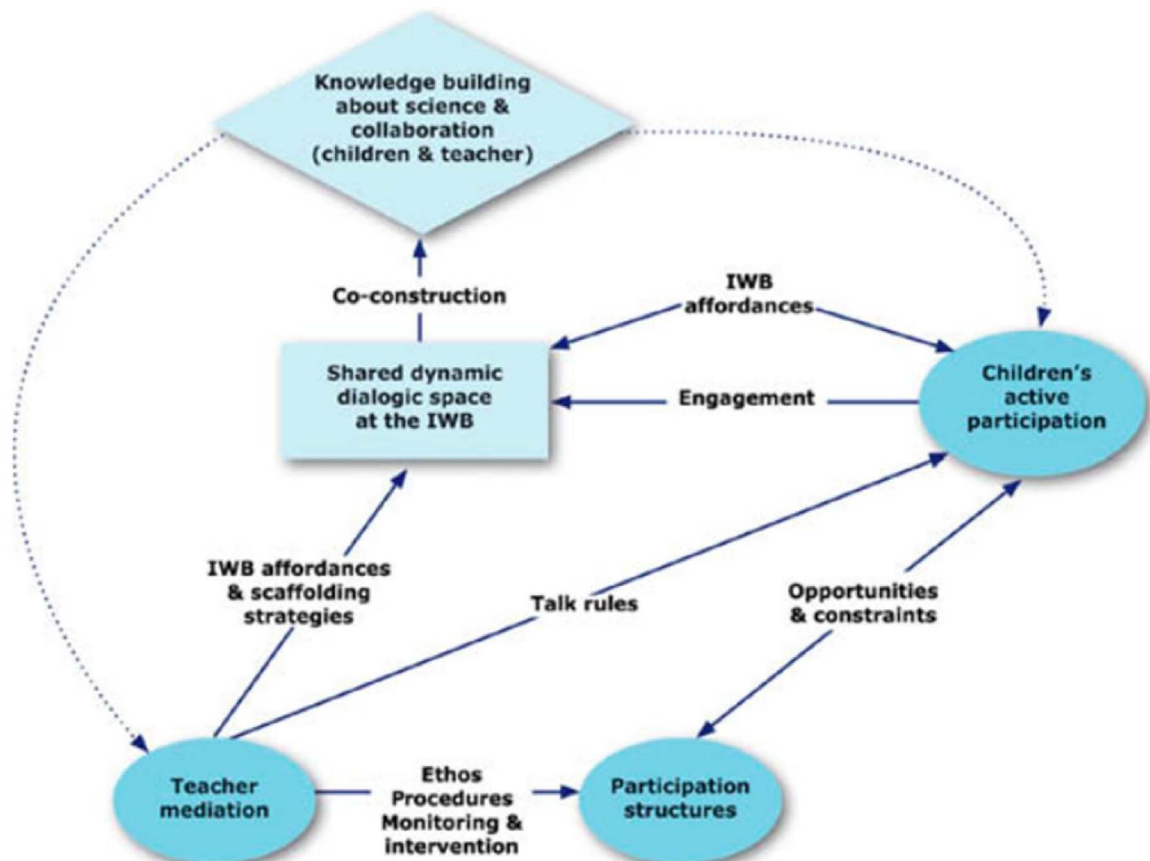 Knowledge building
about science &
collaboration
(children & teacher)
Co-construction
IWB
affordances
Shared dynamic
dialogic space
at the IWB
Engagement
Children's
active
participation
IWB affordances
& scaffolding
strategies
Talk rules
Opportunities
& constraints
Teacher
mediation
Ethos
Procedures
Monitoring &
intervention
Participation
structures